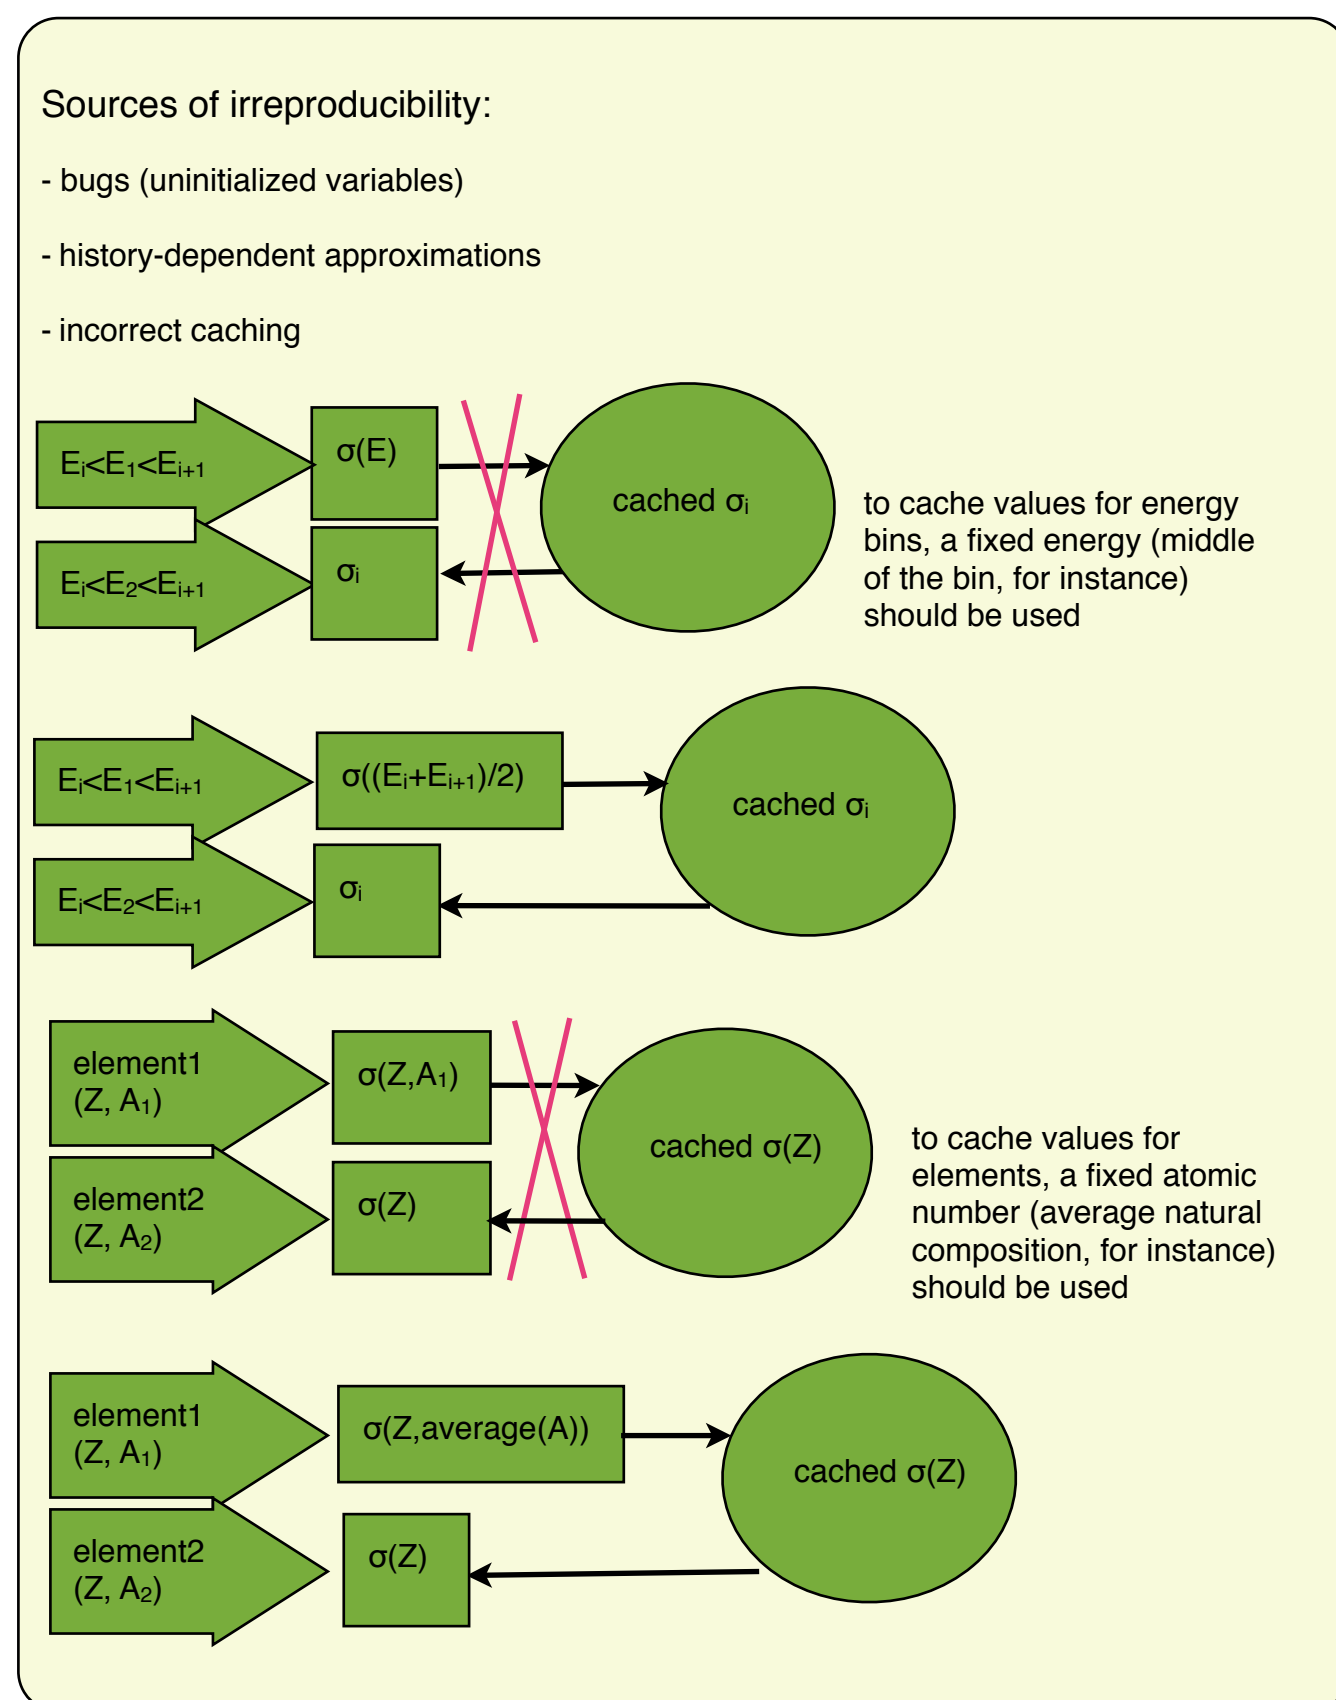 Sources of irreproducibility:
- bugs (uninitialized variables)
- history-dependent approximations
- incorrect caching
Eᵢ<E₁<Eᵢ₊₁
σ(E)
cached σᵢ
Eᵢ<E₂<Eᵢ₊₁
σᵢ
to cache values for energy
bins, a fixed energy (middle
of the bin, for instance)
should be used
Eᵢ<E₁<Eᵢ₊₁
σ((Eᵢ+Eᵢ₊₁)/2)
cached σᵢ
Eᵢ<E₂<Eᵢ₊₁
σᵢ
element1
(Z, A₁)
σ(Z,A₁)
cached σ(Z)
element2
(Z, A₂)
σ(Z)
to cache values for
elements, a fixed atomic
number (average natural
composition, for instance)
should be used
element1
(Z, A₁)
σ(Z,average(A))
cached σ(Z)
element2
(Z, A₂)
σ(Z)